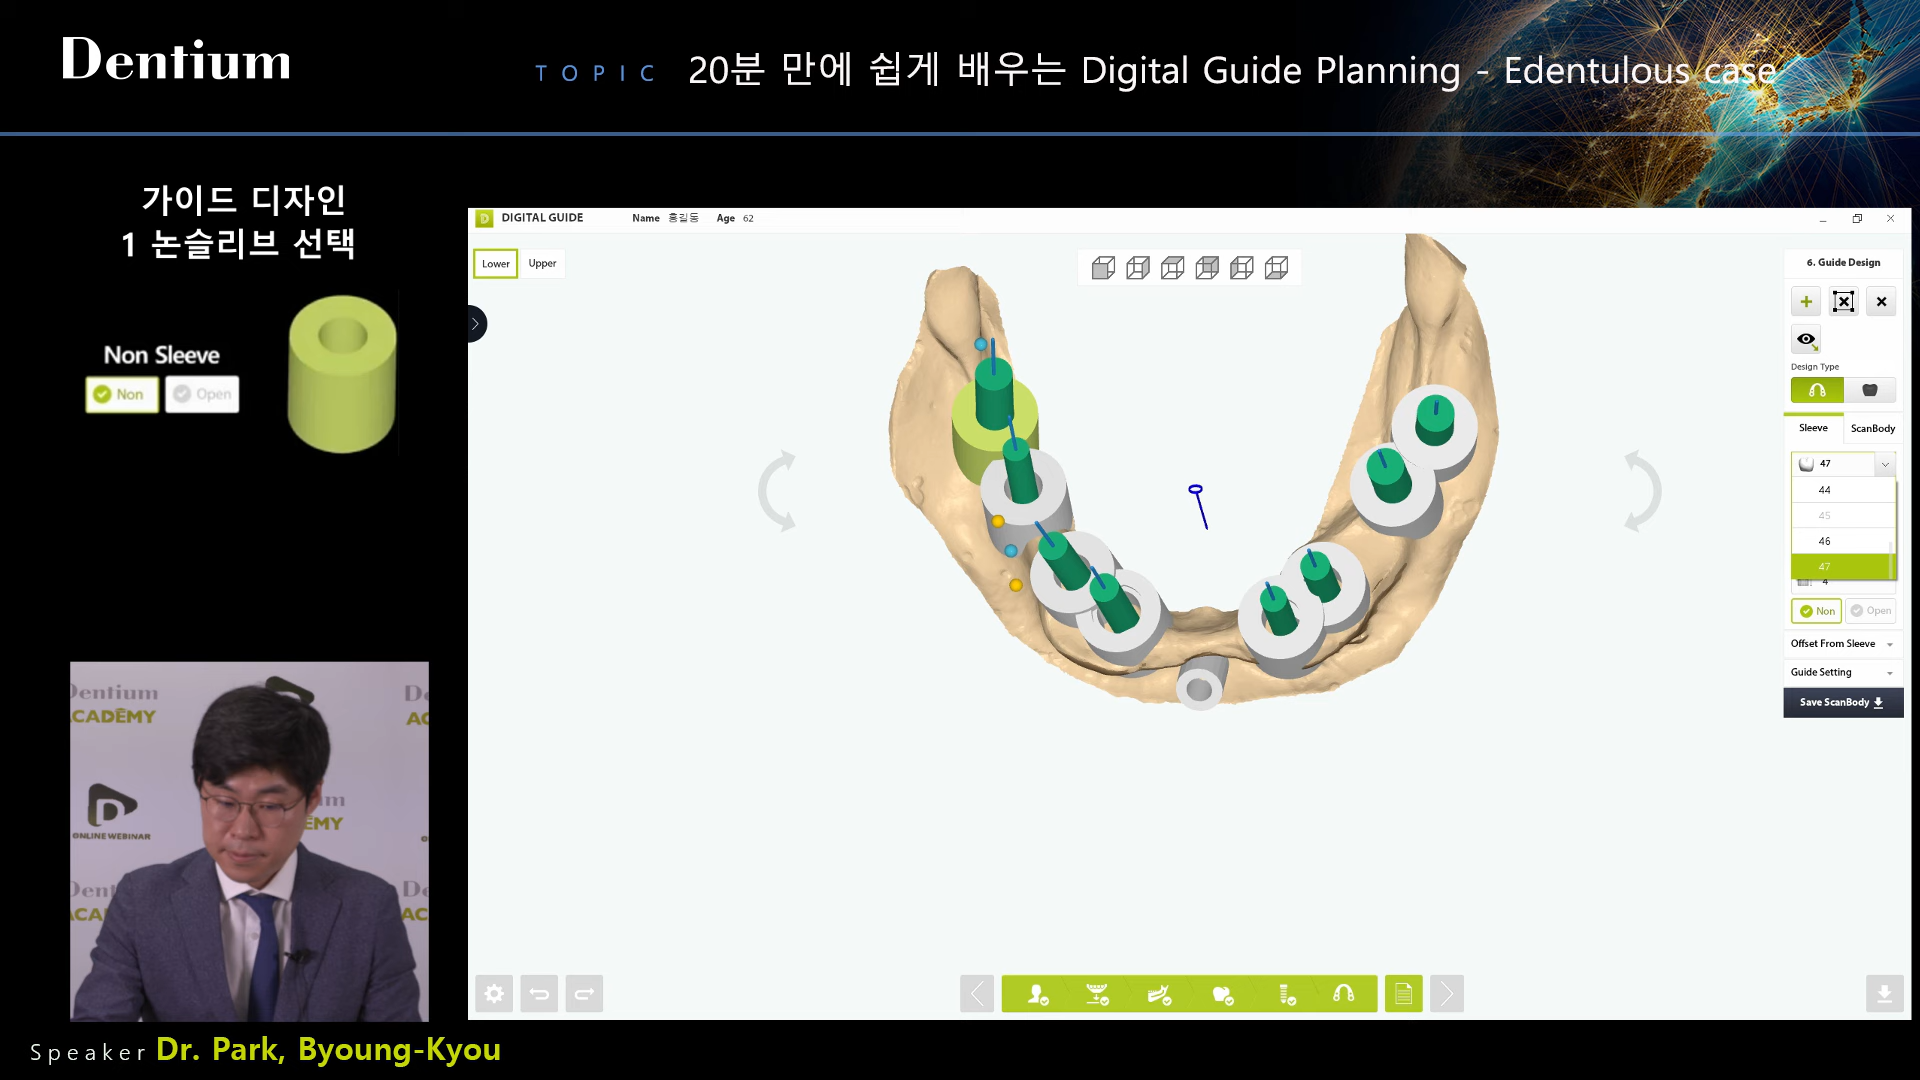 Dentium
TOPIC 20분 만에 쉽게 배우는 Digital Guide Planning - Edentulous case
가이드 디자인
1 논슬리브 선택
Non Sleeve
Non
Open
DIGITAL GUIDE
Name 홍길동 Age 62
Lower
Upper
6. Guide Design
Design Type
Sleeve
ScanBody
47
44
45
46
47
4
Non
Open
Offset From Sleeve
Guide Setting
Save ScanBody
Dentium
ACADEMY
ONLINE WEBINAR
Speaker Dr. Park, Byoung-Kyou